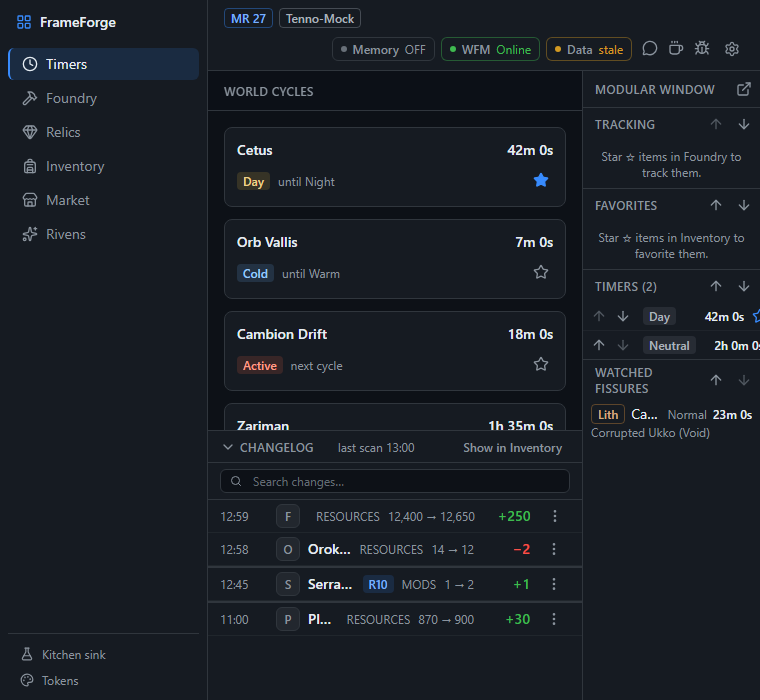 FrameForge
Timers
Foundry
Relics
Inventory
Market
Rivens
Kitchen sink
Tokens
MR 27 Tenno-Mock
Memory OFF WFM Online Data stale
WORLD CYCLES
Cetus 42m 0s
Day until Night
Orb Vallis 7m 0s
Cold until Warm
Cambion Drift 18m 0s
Active next cycle
Zariman 1h 35m 0s
CHANGELOG last scan 13:00 Show in Inventory
Search changes...
12:59 F RESOURCES 12,400 → 12,650 +250
12:58 O Orok... RESOURCES 14 → 12 −2
12:45 S Serra... R10 MODS 1 → 2 +1
11:00 P Pl... RESOURCES 870 → 900 +30
MODULAR WINDOW
TRACKING
Star ☆ items in Foundry to
track them.
FAVORITES
Star ☆ items in Inventory to
favorite them.
TIMERS (2)
Day 42m 0s
Neutral 2h 0m 0s
WATCHED
FISSURES
Lith Ca... Normal 23m 0s
Corrupted Ukko (Void)